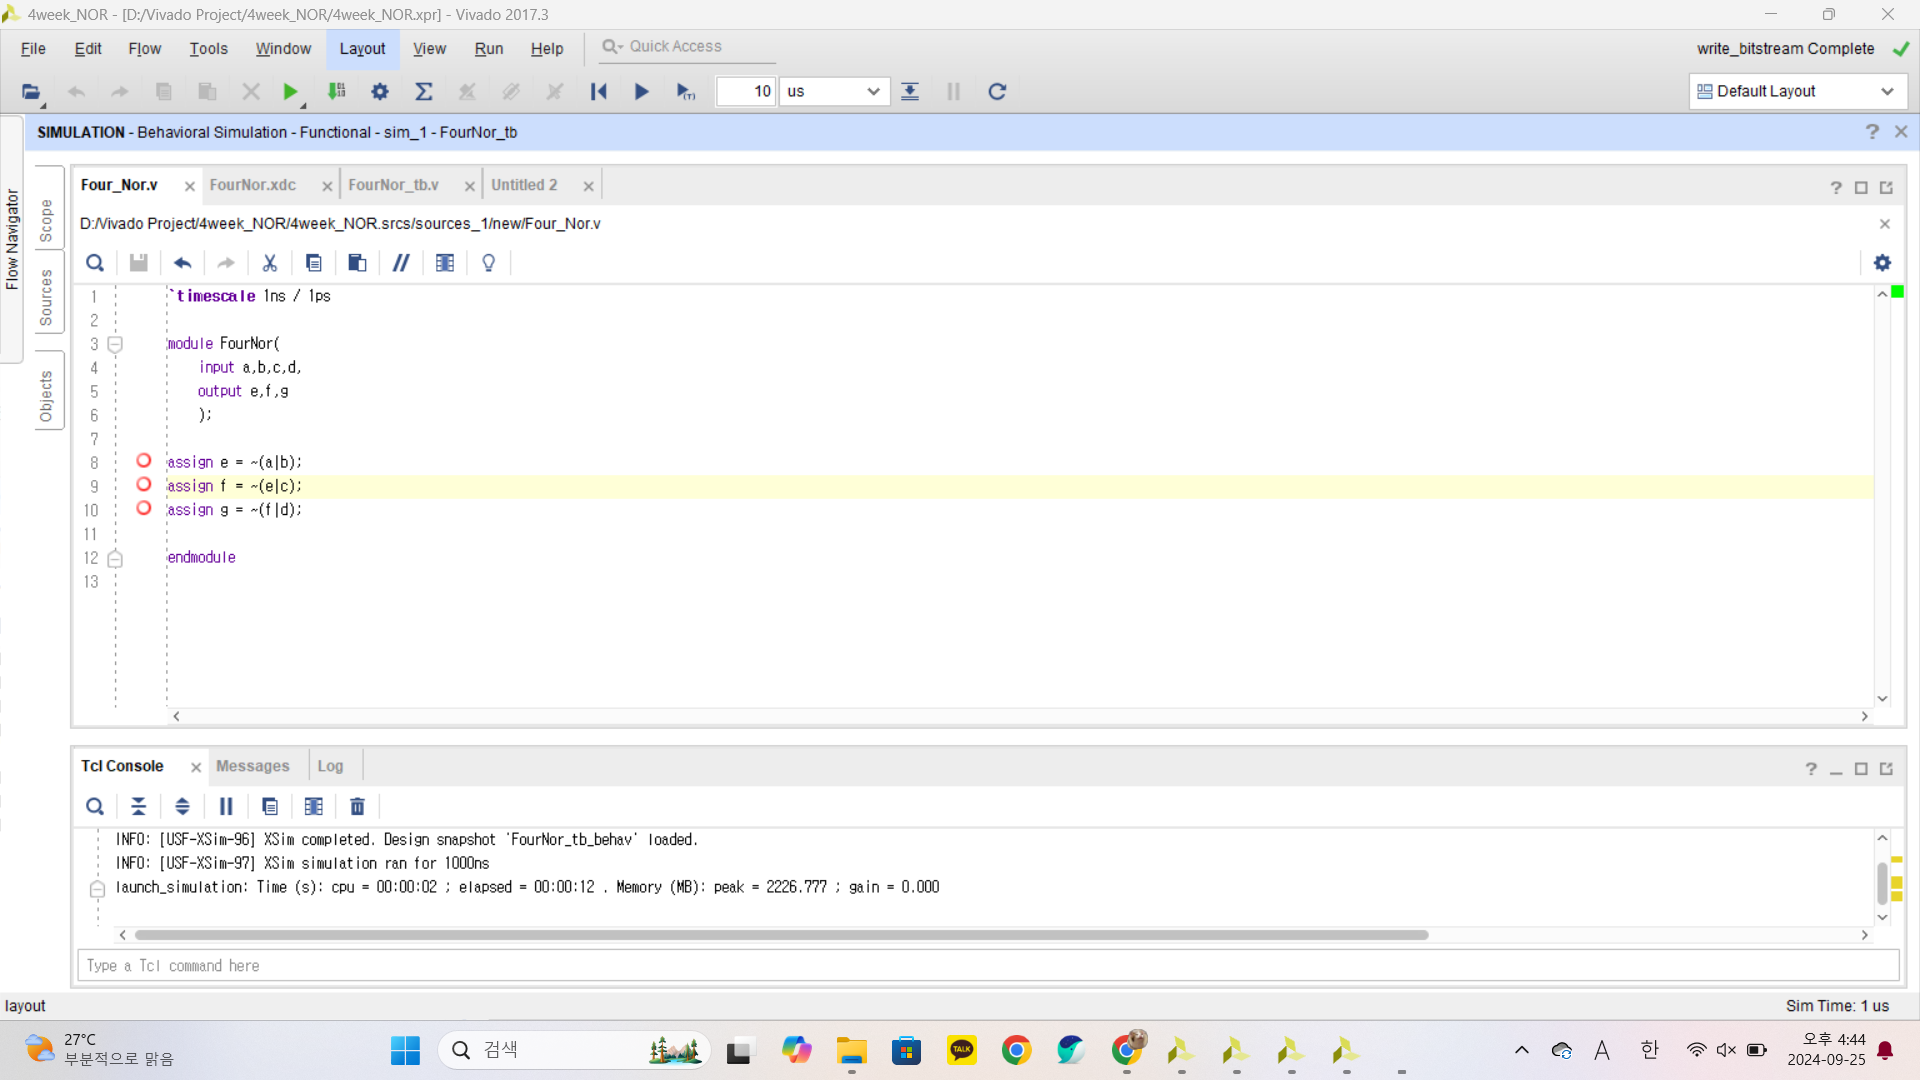 4week_NOR - [D:/Vivado Project/4week_NOR/4week_NOR.xpr] - Vivado 2017.3
File Edit Flow Tools Window Layout View Run Help Quick Access write_bitstream Complete
10 us Default Layout
SIMULATION - Behavioral Simulation - Functional - sim_1 - FourNor_tb
Flow Navigator
Scope
Sources
Objects
Four_Nor.v FourNor.xdc FourNor_tb.v Untitled 2
D:/Vivado Project/4week_NOR/4week_NOR.srcs/sources_1/new/Four_Nor.v
1 `timescale 1ns / 1ps
2
3 module FourNor(
4 input a,b,c,d,
5 output e,f,g
6 );
7
8 assign e = ~(a|b);
9 assign f = ~(e|c);
10 assign g = ~(f|d);
11
12 endmodule
13
Tcl Console Messages Log
INFO: [USF-XSim-96] XSim completed. Design snapshot 'FourNor_tb_behav' loaded.
INFO: [USF-XSim-97] XSim simulation ran for 1000ns
launch_simulation: Time (s): cpu = 00:00:02 ; elapsed = 00:00:12 . Memory (MB): peak = 2226.777 ; gain = 0.000
Type a Tcl command here
layout Sim Time: 1 us
27°C
부분적으로 맑음
검색
TALK
A 한
오후 4:44
2024-09-25